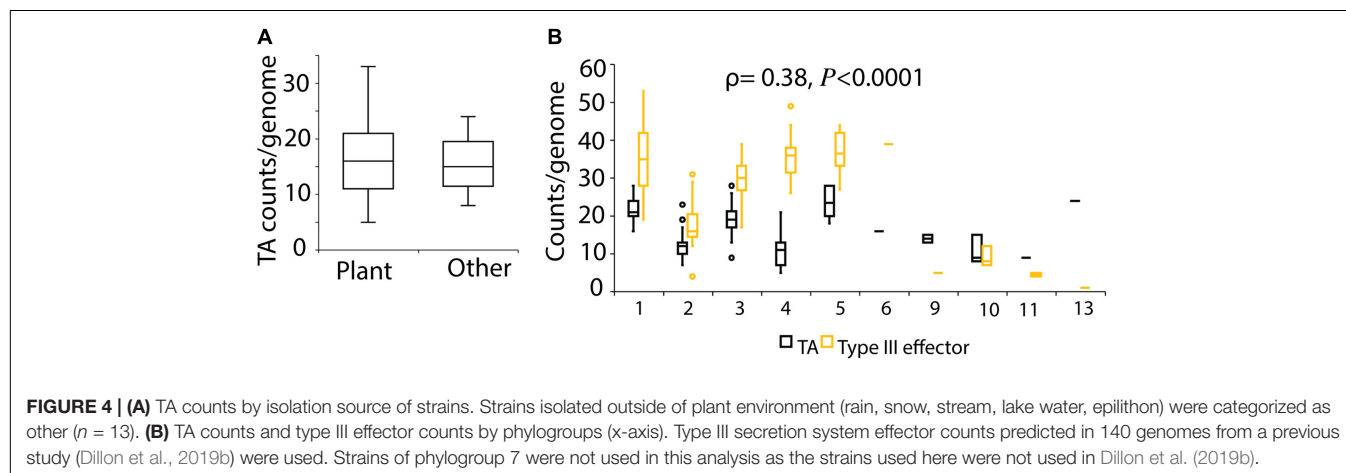 A
TA counts/genome
30
20
10
0
Plant Other
B
Counts/genome
60
50
40
30
20
10
0
ρ= 0.38, P<0.0001
1 2 3 4 5 6 9 10 11 13
TA Type III effector
FIGURE 4 | (A) TA counts by isolation source of strains. Strains isolated outside of plant environment (rain, snow, stream, lake water, epilithon) were categorized as
other (n = 13). (B) TA counts and type III effector counts by phylogroups (x-axis). Type III secretion system effector counts predicted in 140 genomes from a previous
study (Dillon et al., 2019b) were used. Strains of phylogroup 7 were not used in this analysis as the strains used here were not used in Dillon et al. (2019b).